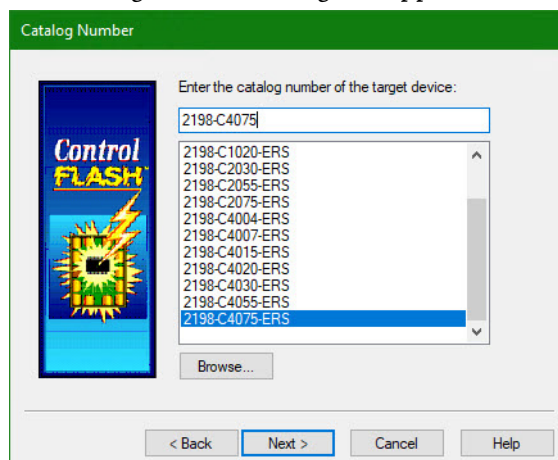 Catalog Number
Enter the catalog number of the target device:
2198-C4075
Control
FLASH
2198-C1020-ERS
2198-C2030-ERS
2198-C2055-ERS
2198-C2075-ERS
2198-C4004-ERS
2198-C4007-ERS
2198-C4015-ERS
2198-C4020-ERS
2198-C4030-ERS
2198-C4055-ERS
2198-C4075-ERS
Browse...
< Back
Next >
Cancel
Help